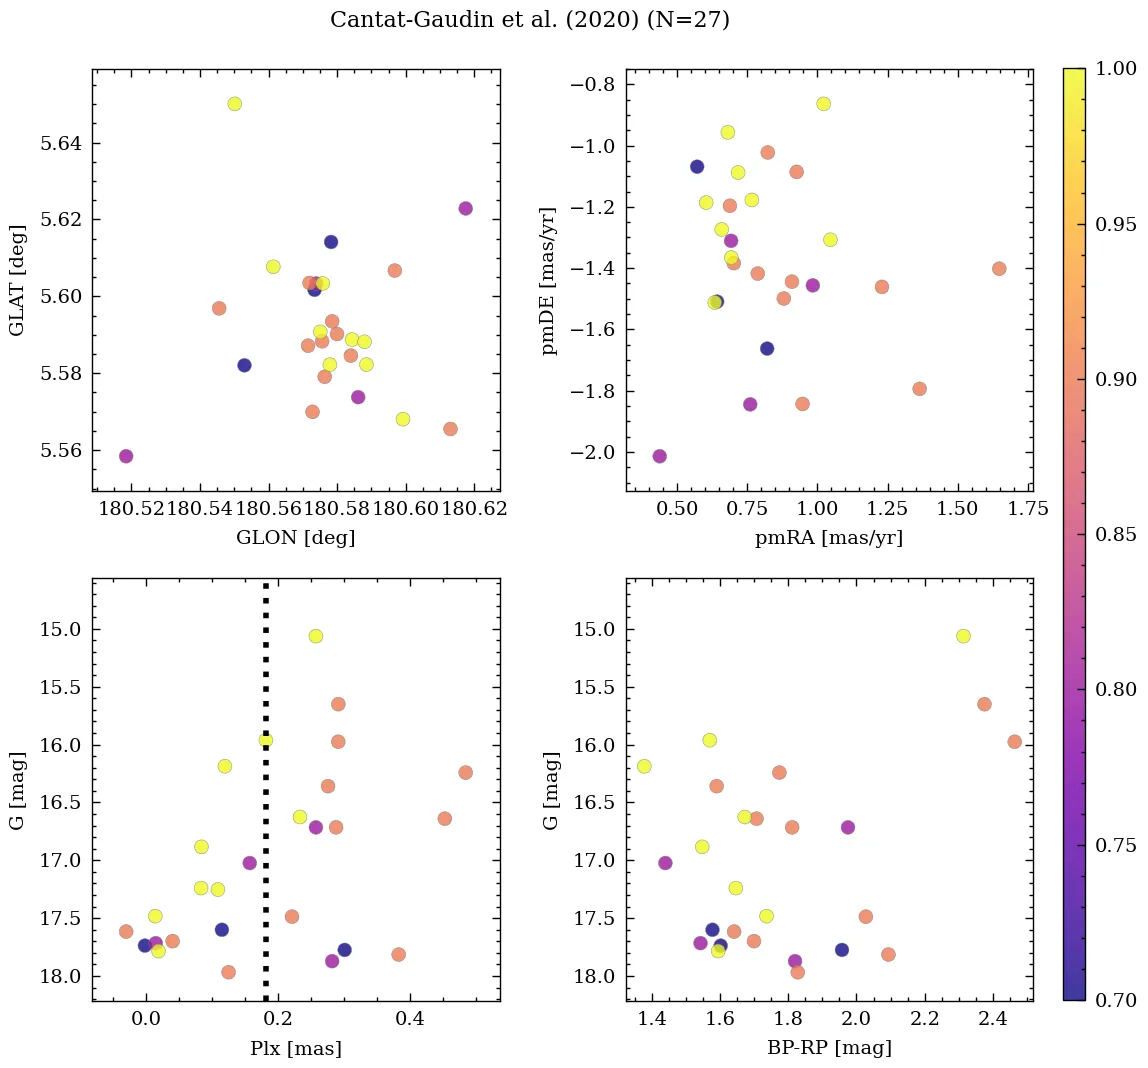 Cantat-Gaudin et al. (2020) (N=27)
5.64
5.62
5.60
5.58
5.56
GLAT [deg]
180.52 180.54 180.56 180.58 180.60 180.62
GLON [deg]
−0.8
−1.0
−1.2
−1.4
−1.6
−1.8
−2.0
pmDE [mas/yr]
0.50 0.75 1.00 1.25 1.50 1.75
pmRA [mas/yr]
15.0
15.5
16.0
16.5
17.0
17.5
18.0
G [mag]
0.0 0.2 0.4
Plx [mas]
15.0
15.5
16.0
16.5
17.0
17.5
18.0
G [mag]
1.4 1.6 1.8 2.0 2.2 2.4
BP-RP [mag]
1.00
0.95
0.90
0.85
0.80
0.75
0.70